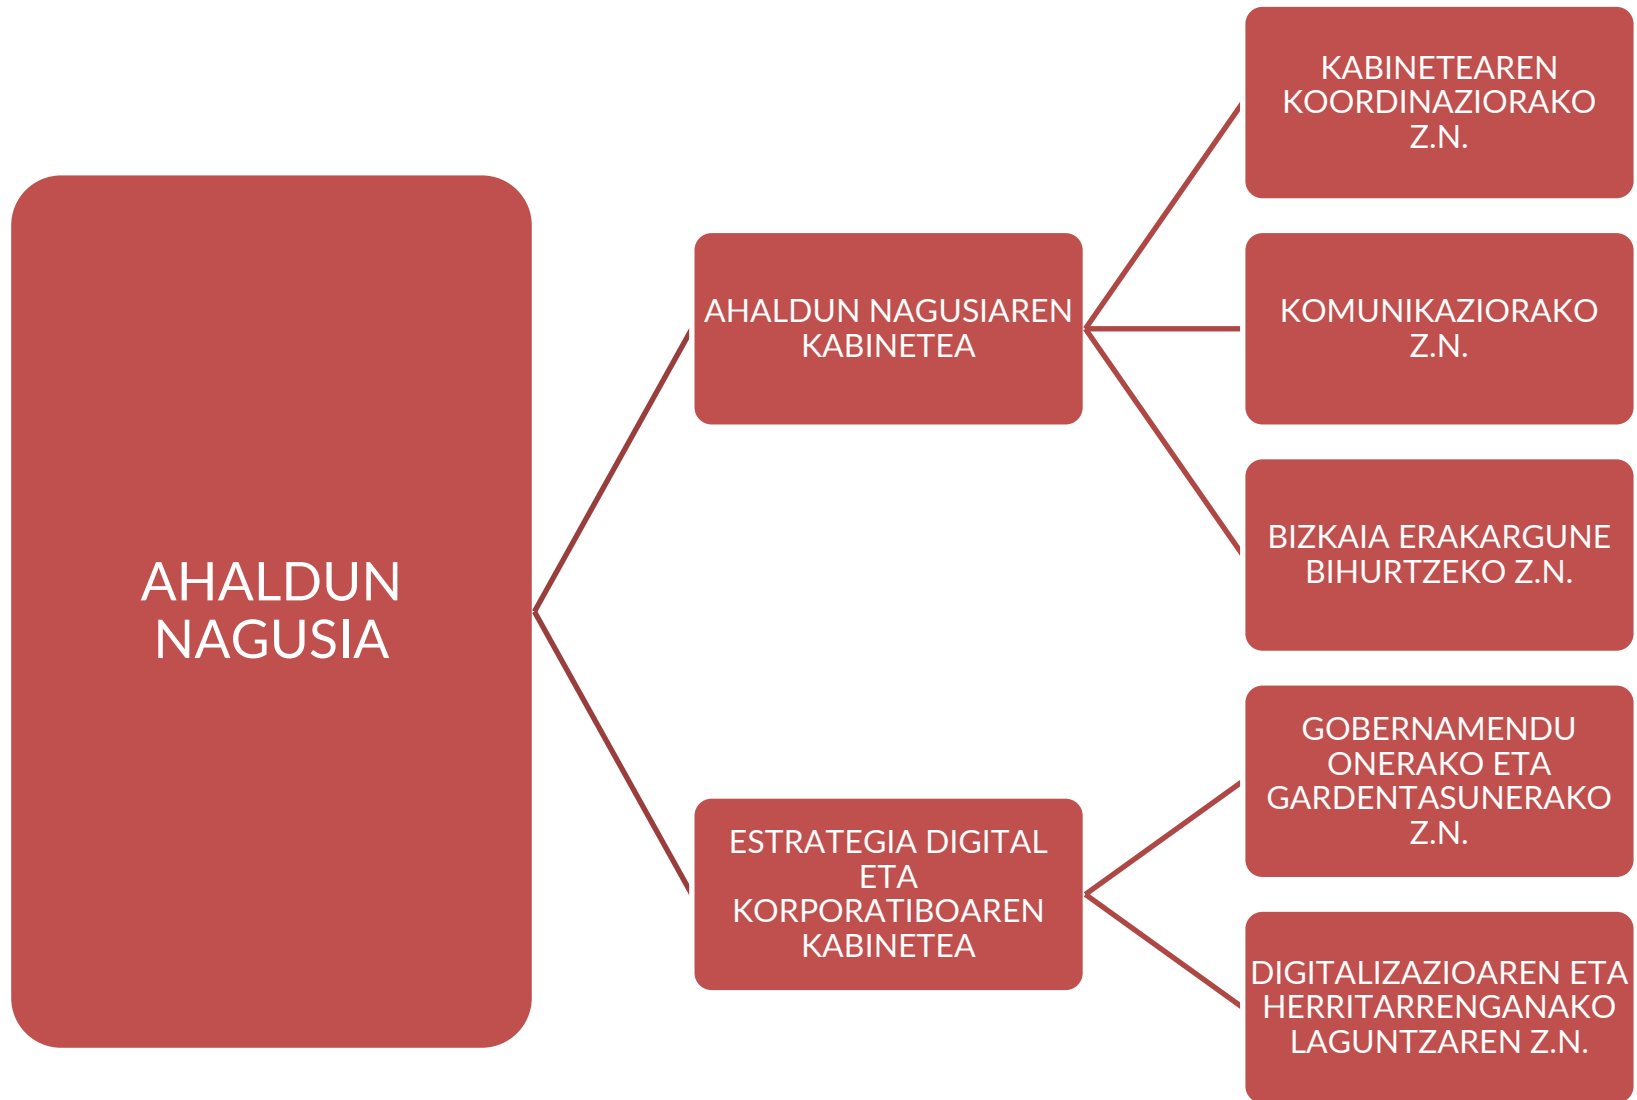 AHALDUN
NAGUSIA
AHALDUN NAGUSIAREN
KABINETEA
KABINETEAREN
KOORDINAZIORAKO
Z.N.
KOMUNIKAZIORAKO
Z.N.
BIZKAIA ERAKARGUNE
BIHURTZEKO Z.N.
ESTRATEGIA DIGITAL
ETA
KORPORATIBOAREN
KABINETEA
GOBERNAMENDU
ONERAKO ETA
GARDENTASUNERAKO
Z.N.
DIGITALIZAZIOAREN ETA
HERRITARRENGANAKO
LAGUNTZAREN Z.N.